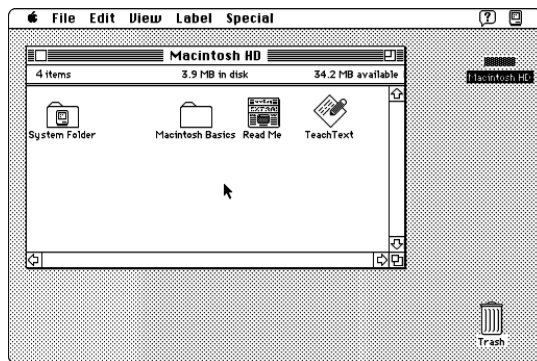 File Edit View Label Special
Macintosh HD
4 items 3.9 MB in disk 34.2 MB available
System Folder Macintosh Basics Read Me TeachText
Macintosh HD
Trash